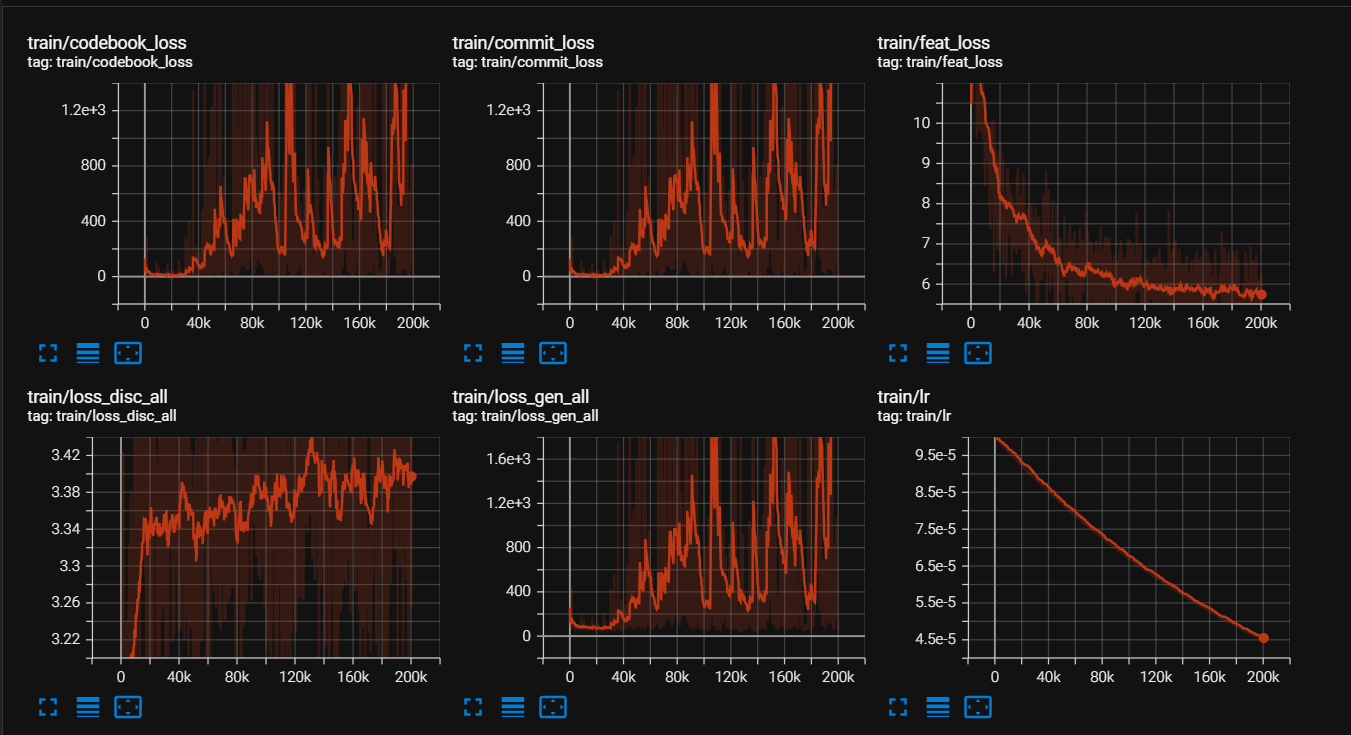 train/codebook_loss
tag: train/codebook_loss
1.2e+3
800
400
0
0 40k 80k 120k 160k 200k
train/commit_loss
tag: train/commit_loss
1.2e+3
800
400
0
0 40k 80k 120k 160k 200k
train/feat_loss
tag: train/feat_loss
10
9
8
7
6
0 40k 80k 120k 160k 200k
train/loss_disc_all
tag: train/loss_disc_all
3.42
3.38
3.34
3.3
3.26
3.22
0 40k 80k 120k 160k 200k
train/loss_gen_all
tag: train/loss_gen_all
1.6e+3
1.2e+3
800
400
0
0 40k 80k 120k 160k 200k
train/lr
tag: train/lr
9.5e-5
8.5e-5
7.5e-5
6.5e-5
5.5e-5
4.5e-5
0 40k 80k 120k 160k 200k